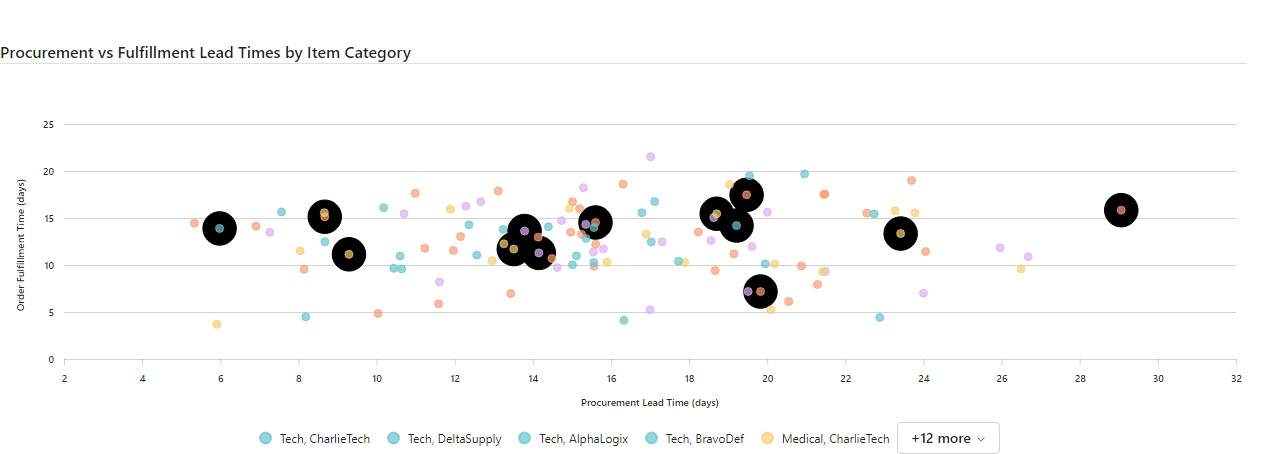 Procurement vs Fulfillment Lead Times by Item Category
25
20
15
10
5
0
Order Fulfillment Time (days)
2 4 6 8 10 12 14 16 18 20 22 24 26 28 30 32
Procurement Lead Time (days)
Tech, CharlieTech Tech, DeltaSupply Tech, AlphaLogix Tech, BravoDef Medical, CharlieTech +12 more